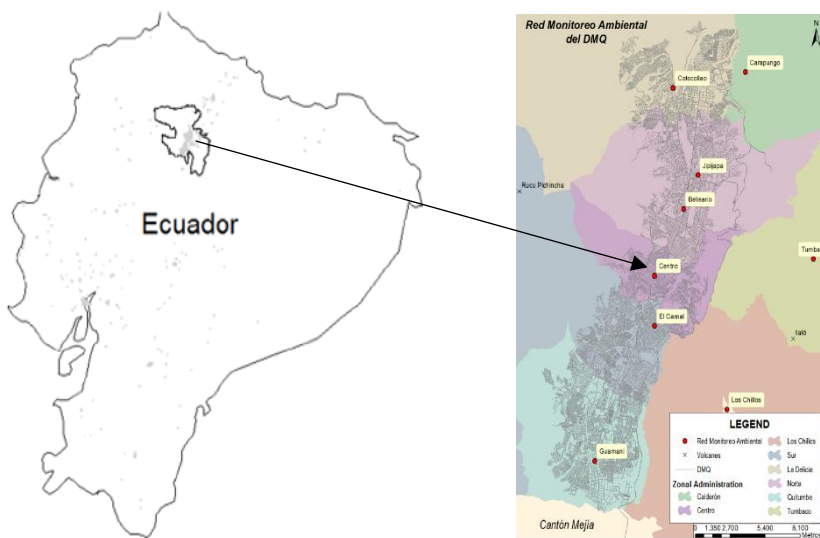 Ecuador
Red Monitoreo Ambiental
del DMQ
N
Carapungo
Cotocollao
Jipijapa
Rucu Pichincha
Belisario
Centro
Tumba
El Camal
Ilaló
Los Chillos
Guamaní
Cantón Mejía
LEGEND
Red Monitoreo Ambiental
Volcanes
DMQ
Zonal Administration
Calderón
Centro
Los Chillos
Sur
La Delicia
Norte
Quitumbe
Tumbaco
0 1,350 2,700 5,400 8,100
Metros